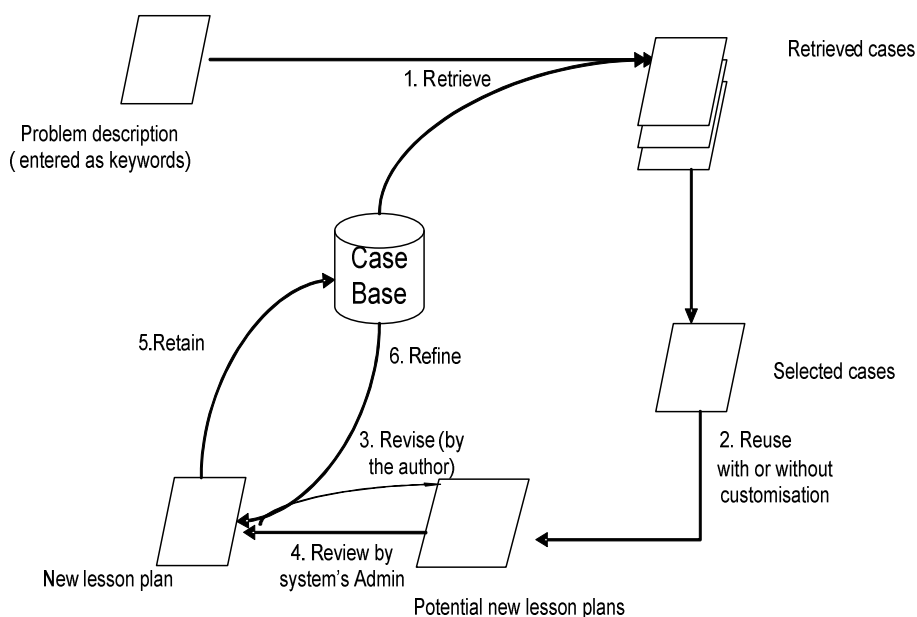 Retrieved cases
1. Retrieve
Problem description
( entered as keywords)
Case
Base
5.Retain
6. Refine
Selected cases
3. Revise (by
the author)
2. Reuse
with or without
customisation
4. Review by
system's Admin
New lesson plan
Potential new lesson plans